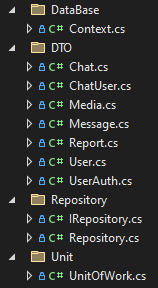 DataBase
C# Context.cs
DTO
C# Chat.cs
C# ChatUser.cs
C# Media.cs
C# Message.cs
C# Report.cs
C# User.cs
C# UserAuth.cs
Repository
C# IRepository.cs
C# Repository.cs
Unit
C# UnitOfWork.cs